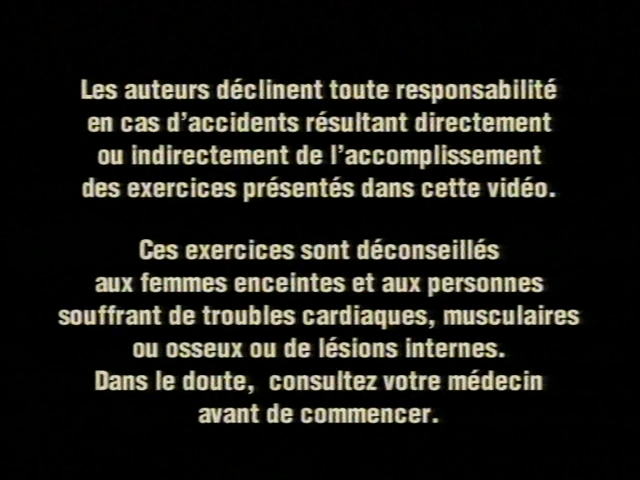 Les auteurs déclinent toute responsabilité
en cas d'accidents résultant directement
ou indirectement de l'accomplissement
des exercices présentés dans cette vidéo.
Ces exercices sont déconseillés
aux femmes enceintes et aux personnes
souffrant de troubles cardiaques, musculaires
ou osseux ou de lésions internes.
Dans le doute, consultez votre médecin
avant de commencer.